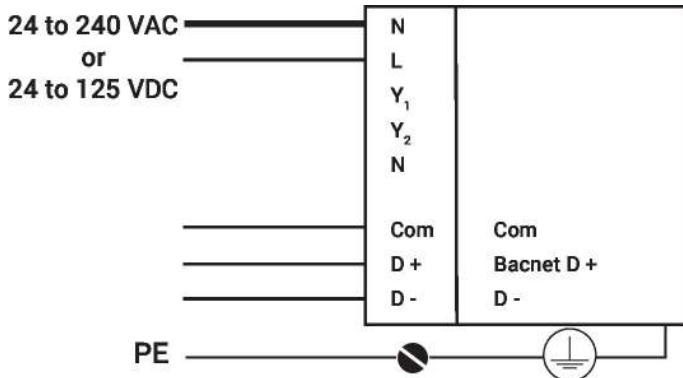 24 to 240 VAC
or
24 to 125 VDC
N
L
Y₁
Y₂
N
Com Com
D + Bacnet D +
D - D -
PE